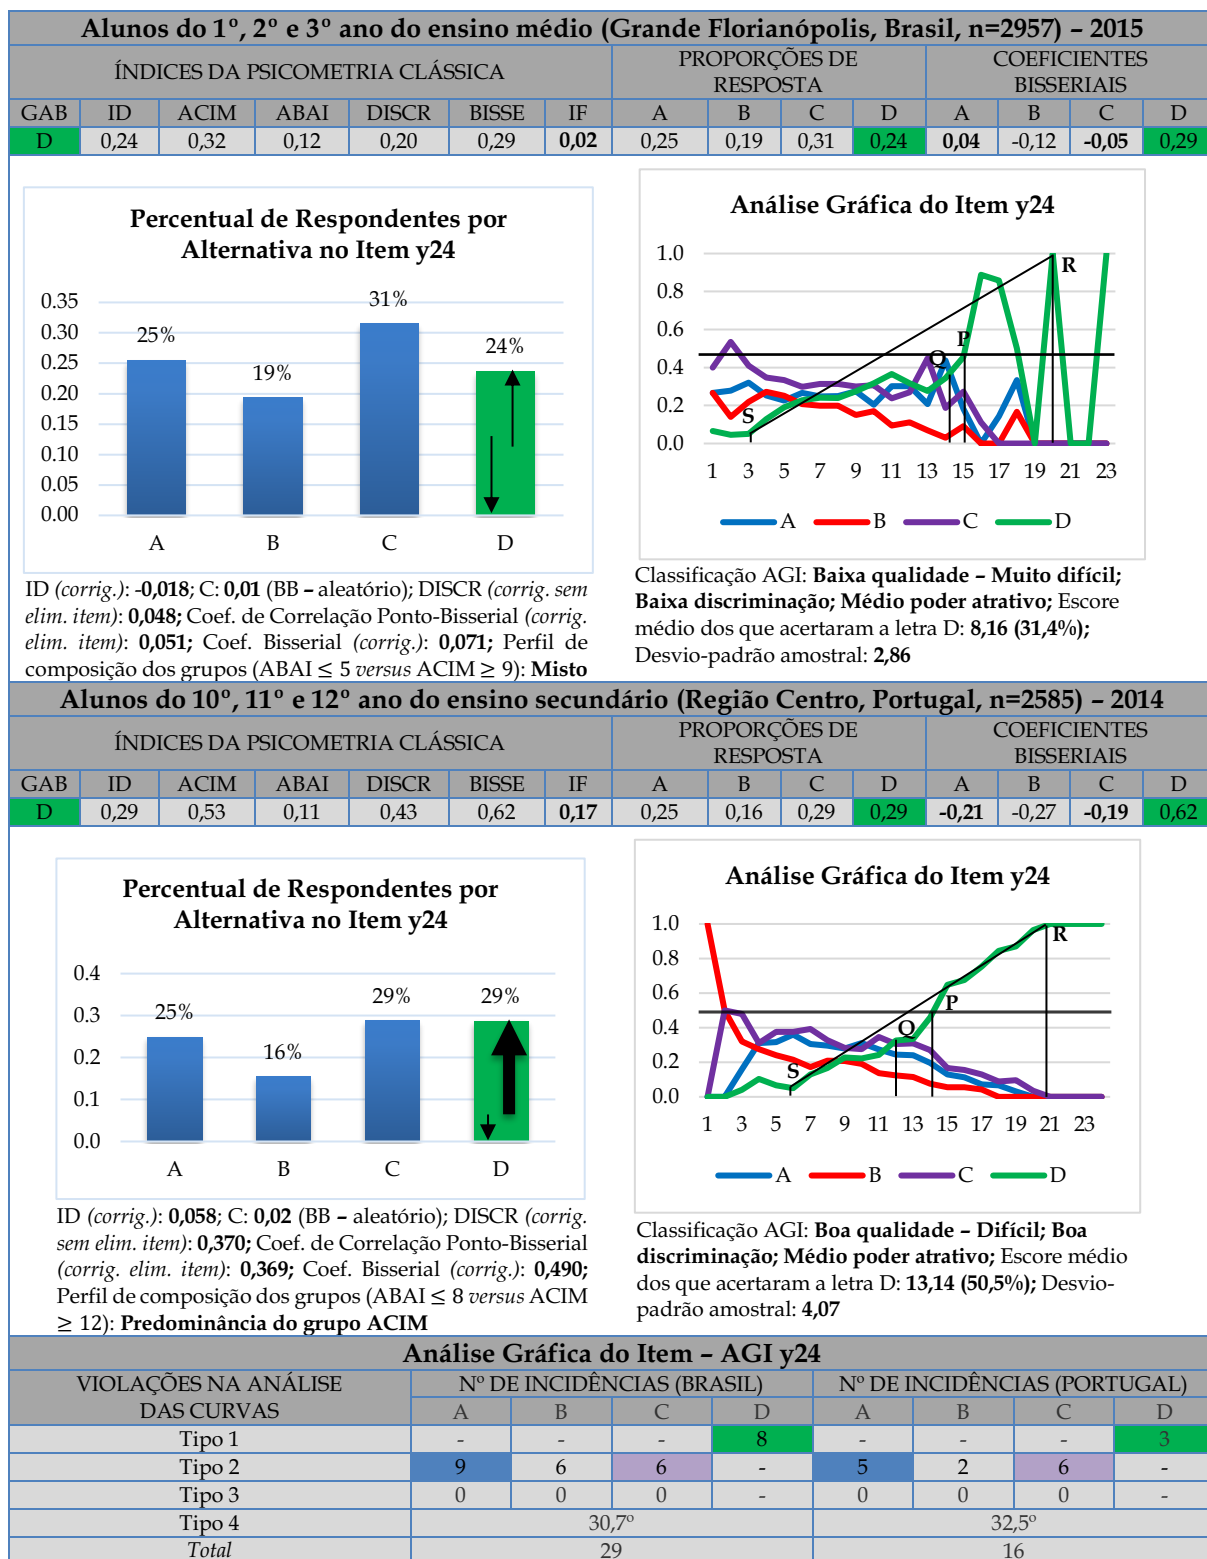 Alunos do 1º, 2º e 3º ano do ensino médio (Grande Florianópolis, Brasil, n=2957) – 2015
ÍNDICES DA PSICOMETRIA CLÁSSICA PROPORÇÕES DE RESPOSTA COEFICIENTES BISSERIAIS
GAB ID ACIM ABAI DISCR BISSE IF A B C D A B C D
D 0,24 0,32 0,12 0,20 0,29 0,02 0,25 0,19 0,31 0,24 0,04 -0,12 -0,05 0,29
Percentual de Respondentes por
Alternativa no Item y24
0.35
0.30
0.25
0.20
0.15
0.10
0.05
0.00
25% 19% 31% 24%
A B C D
ID (corrig.): -0,018; C: 0,01 (BB – aleatório); DISCR (corrig. sem
elim. item): 0,048; Coef. de Correlação Ponto-Bisserial (corrig.
elim. item): 0,051; Coef. Bisserial (corrig.): 0,071; Perfil de
composição dos grupos (ABAI ≤ 5 versus ACIM ≥ 9): Misto
Análise Gráfica do Item y24
1.0
0.8
0.6
0.4
0.2
0.0
S Q P R
1 3 5 7 9 11 13 15 17 19 21 23
A B C D
Classificação AGI: Baixa qualidade – Muito difícil;
Baixa discriminação; Médio poder atrativo; Escore
médio dos que acertaram a letra D: 8,16 (31,4%);
Desvio-padrão amostral: 2,86
Alunos do 10º, 11º e 12º ano do ensino secundário (Região Centro, Portugal, n=2585) – 2014
ÍNDICES DA PSICOMETRIA CLÁSSICA PROPORÇÕES DE RESPOSTA COEFICIENTES BISSERIAIS
GAB ID ACIM ABAI DISCR BISSE IF A B C D A B C D
D 0,29 0,53 0,11 0,43 0,62 0,17 0,25 0,16 0,29 0,29 -0,21 -0,27 -0,19 0,62
Percentual de Respondentes por
Alternativa no Item y24
0.4
0.3
0.2
0.1
0.0
25% 16% 29% 29%
A B C D
ID (corrig.): 0,058; C: 0,02 (BB – aleatório); DISCR (corrig.
sem elim. item): 0,370; Coef. de Correlação Ponto-Bisserial
(corrig. elim. item): 0,369; Coef. Bisserial (corrig.): 0,490;
Perfil de composição dos grupos (ABAI ≤ 8 versus ACIM
≥ 12): Predominância do grupo ACIM
Análise Gráfica do Item y24
1.0
0.8
0.6
0.4
0.2
0.0
S Q P R
1 3 5 7 9 11 13 15 17 19 21 23
A B C D
Classificação AGI: Boa qualidade – Difícil; Boa
discriminação; Médio poder atrativo; Escore médio
dos que acertaram a letra D: 13,14 (50,5%); Desvio-
padrão amostral: 4,07
Análise Gráfica do Item – AGI y24
VIOLAÇÕES NA ANÁLISE DAS CURVAS Nº DE INCIDÊNCIAS (BRASIL) Nº DE INCIDÊNCIAS (PORTUGAL)
A B C D A B C D
Tipo 1 - - - 8 - - - 3
Tipo 2 9 6 6 - 5 2 6 -
Tipo 3 0 0 0 - 0 0 0 -
Tipo 4 30,7º 32,5º
Total 29 16